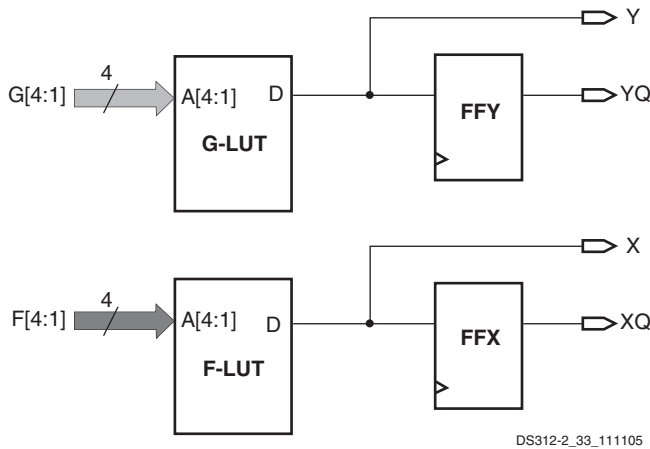 Y
4
G[4:1]
A[4:1] D
G-LUT
FFY
YQ
X
4
F[4:1]
A[4:1] D
F-LUT
FFX
XQ
DS312-2_33_111105